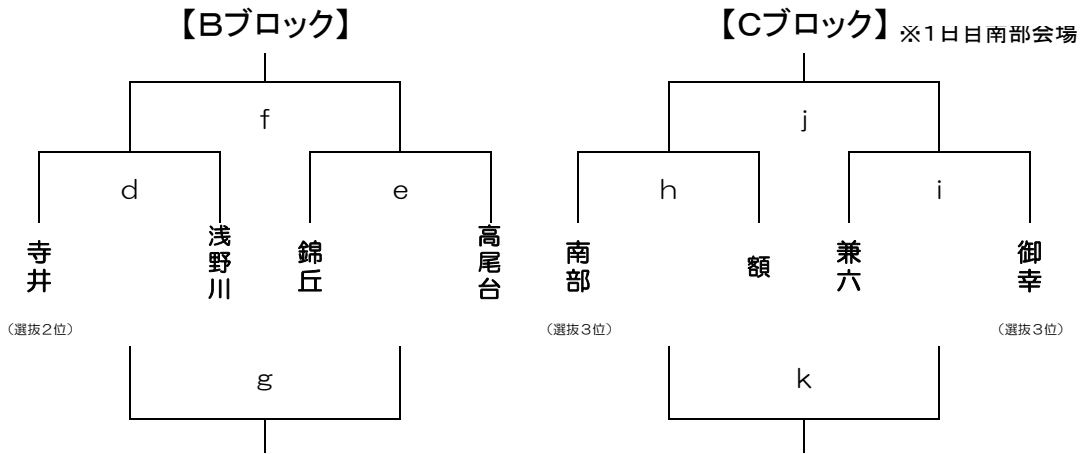 【Bブロック】
f
d
e
寺井
浅野川
錦丘
高尾台
（選抜2位）
g
【Cブロック】 ※1日目南部会場
j
h
i
南部
額
兼六
御幸
（選抜3位）
（選抜3位）
k